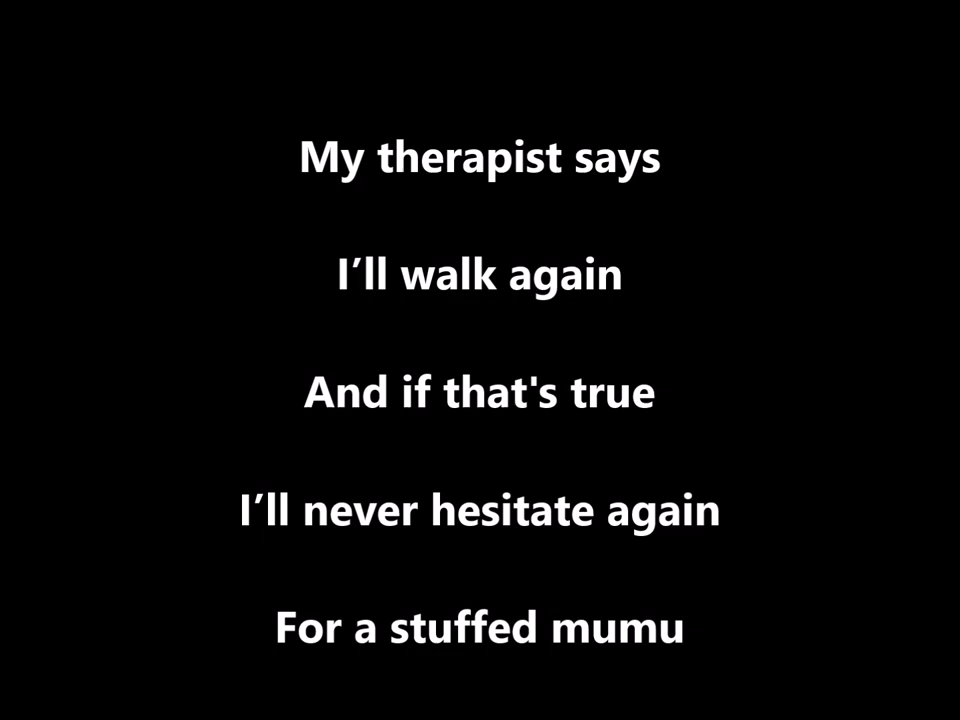 My therapist says
I’ll walk again
And if that's true
I’ll never hesitate again
For a stuffed mumu